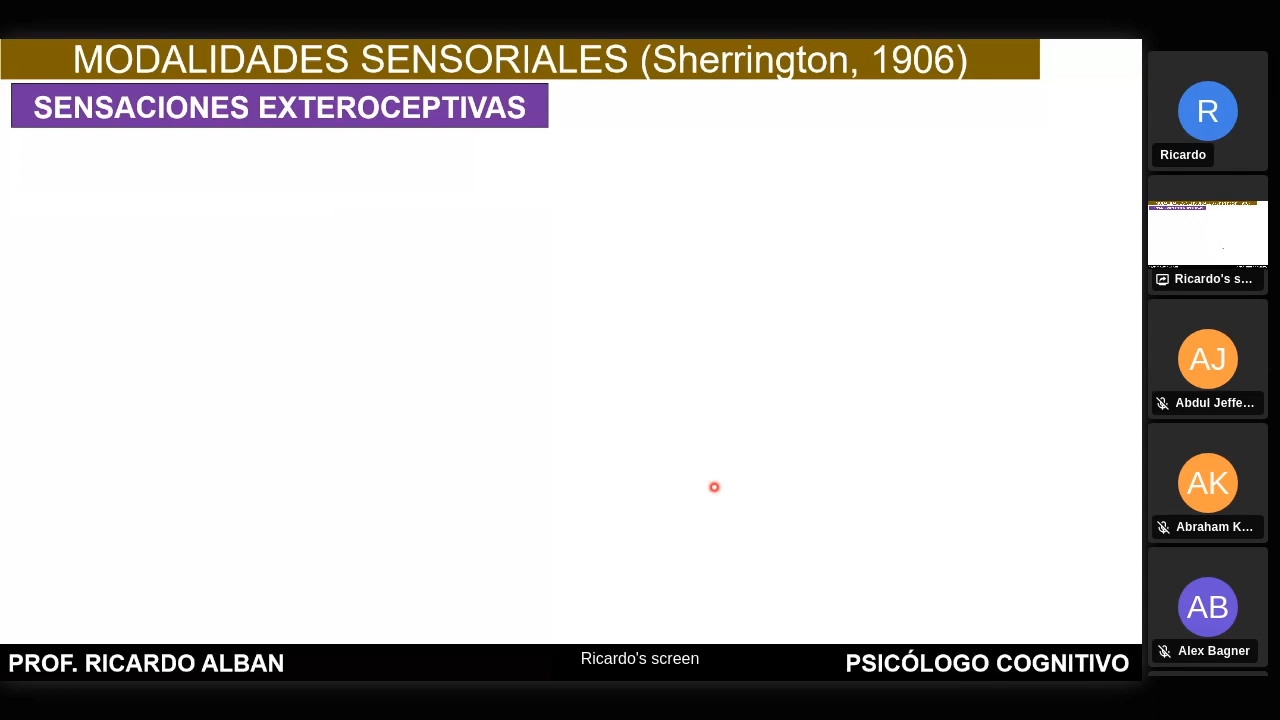 MODALIDADES SENSORIALES (Sherrington, 1906)
SENSACIONES EXTEROCEPTIVAS
PROF. RICARDO ALBAN
Ricardo's screen
PSICÓLOGO COGNITIVO
R
Ricardo
Ricardo's s...
AJ
Abdul Jeffe...
AK
Abraham K...
AB
Alex Bagner